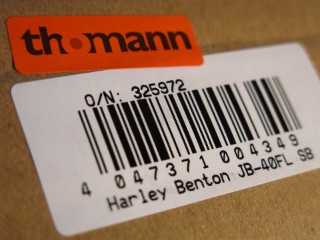 thomann
O/N: 325972
4 047371 004349
Harley Benton JB-40FL SB